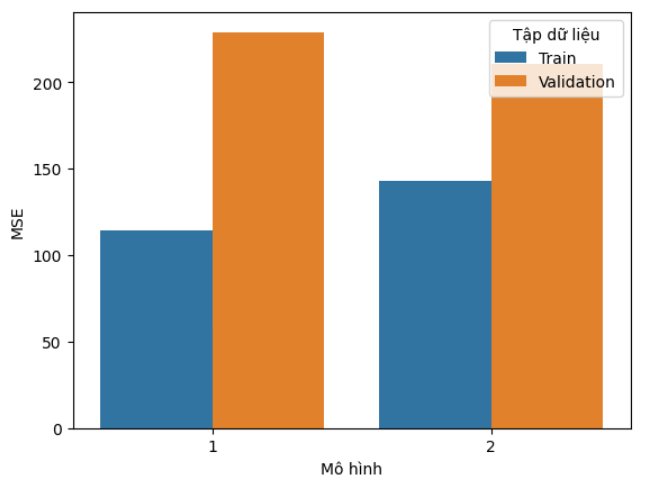 Tập dữ liệu
Train
Validation
200
150
100
50
0
MSE
1
2
Mô hình